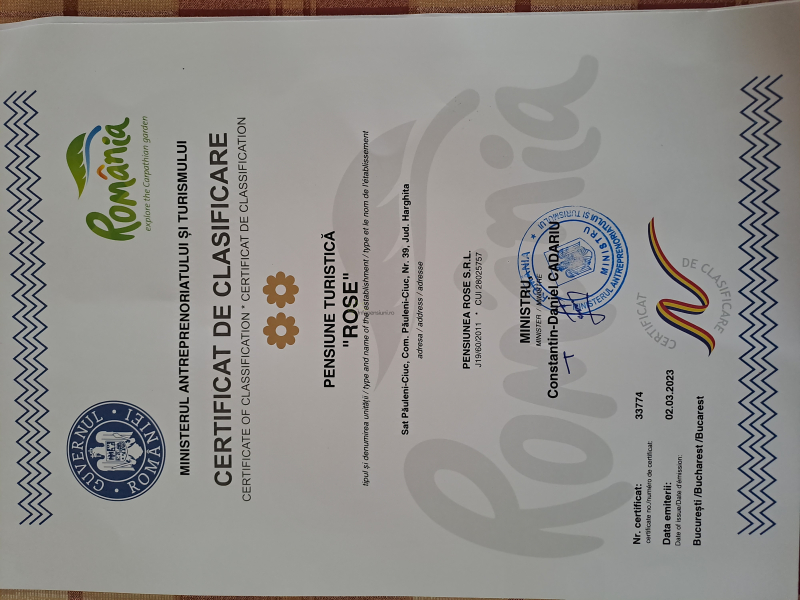 GUVERNUL ROMÂNIEI
România
explore the Carpathian garden
MINISTERUL ANTREPRENORIATULUI ȘI TURISMULUI
CERTIFICAT DE CLASIFICARE
CERTIFICATE OF CLASSIFICATION * CERTIFICAT DE CLASSIFICATION
PENSIUNE TURISTICĂ
"ROSE"
tipul și denumirea unității / type and name of the establishment / type et le nom de l'établissement
Sat Păuleni-Ciuc, Com. Păuleni-Ciuc, Nr. 39, Jud. Harghita
adresa / address / adresse
PENSIUNEA ROSE S.R.L.
J19/60/2011 * CUI 28025757
MINISTRU
MINISTER / MINISTRE
Constantin-Daniel CADARIU
ROMÂNIA
MINISTERUL ANTREPRENORIATULUI ȘI TURISMULUI
MINISTRU
Nr. certificat: 33774
certificate no./numéro de certificat:
Data emiterii: 02.03.2023
Date of issue/Date d'émission:
București /Bucharest /Bucarest
CERTIFICAT DE CLASIFICARE
România